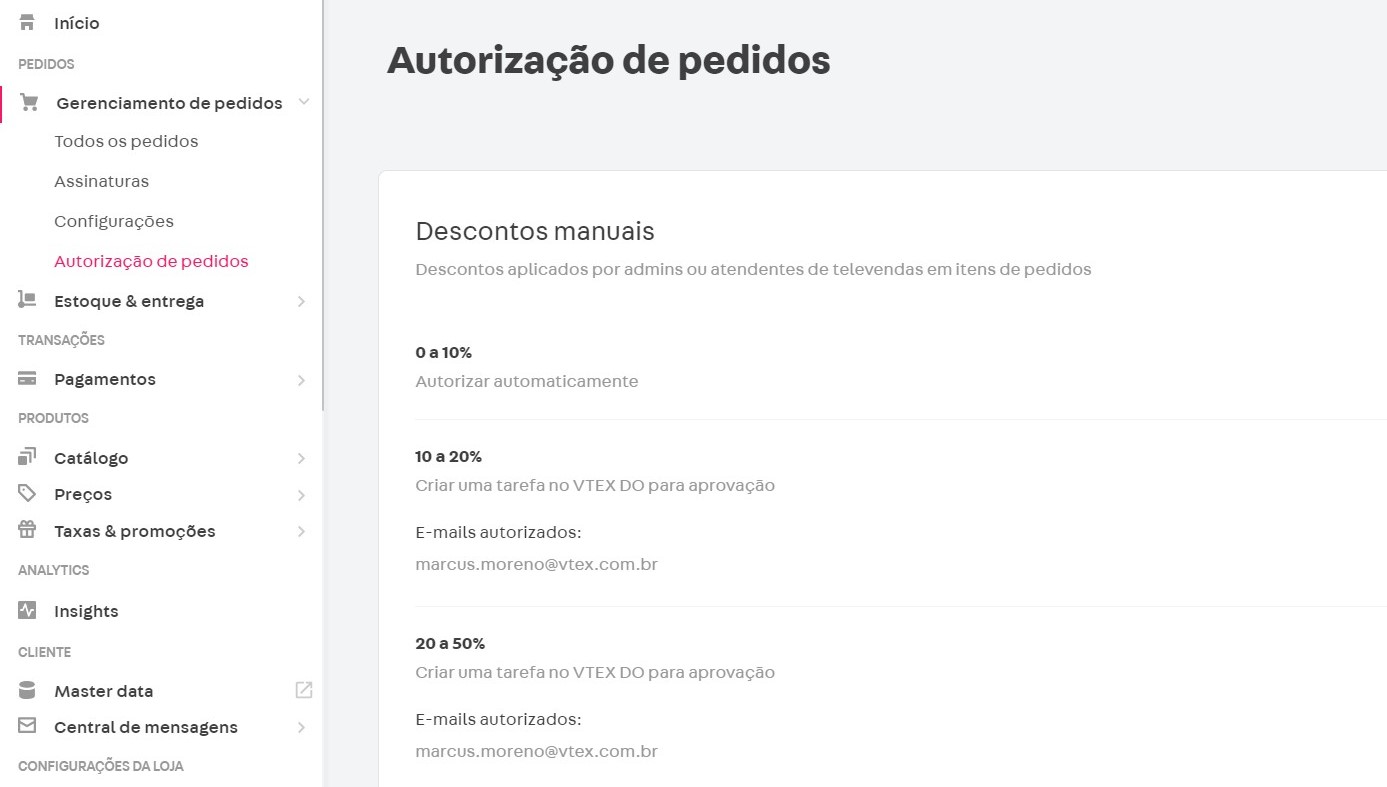 Início
PEDIDOS
Gerenciamento de pedidos
Todos os pedidos
Assinaturas
Configurações
Autorização de pedidos
Estoque & entrega
TRANSAÇÕES
Pagamentos
PRODUTOS
Catálogo
Preços
Taxas & promoções
ANALYTICS
Insights
CLIENTE
Master data
Central de mensagens
CONFIGURAÇÕES DA LOJA
Autorização de pedidos
Descontos manuais
Descontos aplicados por admins ou atendentes de televendas em itens de pedidos
0 a 10%
Autorizar automaticamente
10 a 20%
Criar uma tarefa no VTEX DO para aprovação
E-mails autorizados:
marcus.moreno@vtex.com.br
20 a 50%
Criar uma tarefa no VTEX DO para aprovação
E-mails autorizados:
marcus.moreno@vtex.com.br